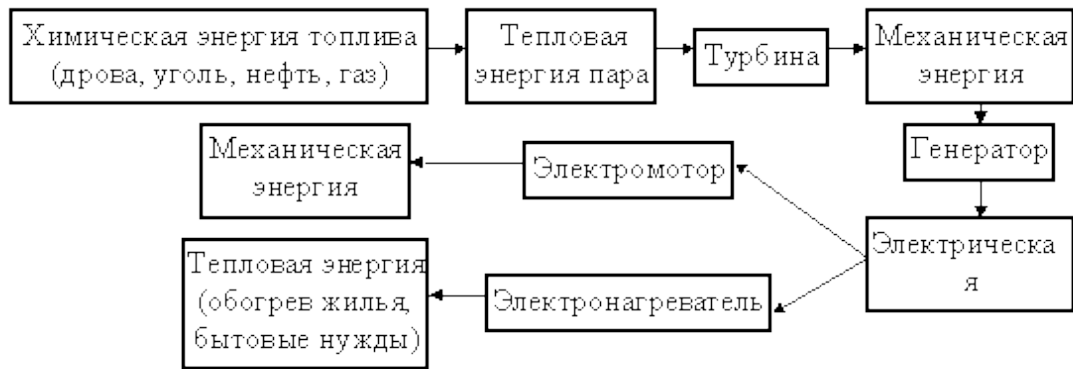 Химическая энергия топлива
(дрова, уголь, нефть, газ)
Тепловая
энергия пара
Турбина
Механическая
энергия
Генератор
Механическая
энергия
Электромотор
Электрическа
я
Тепловая энергия
(обогрев жилья,
бытовые нужды)
Электронагреватель